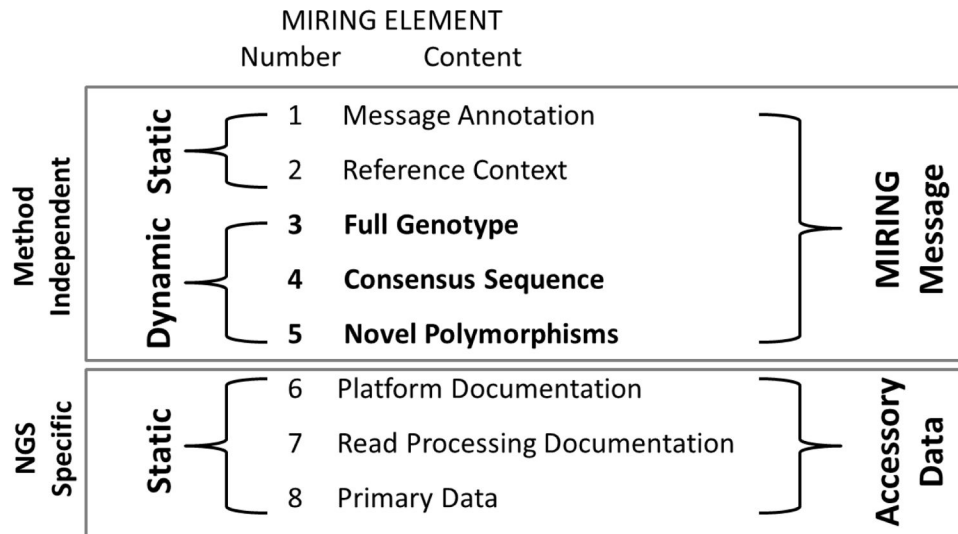 MIRING ELEMENT
Number Content
Method
Independent
Static
1 Message Annotation
2 Reference Context
Dynamic
3 Full Genotype
4 Consensus Sequence
5 Novel Polymorphisms
MIRING
Message
NGS
Specific
Static
6 Platform Documentation
7 Read Processing Documentation
8 Primary Data
Accessory
Data